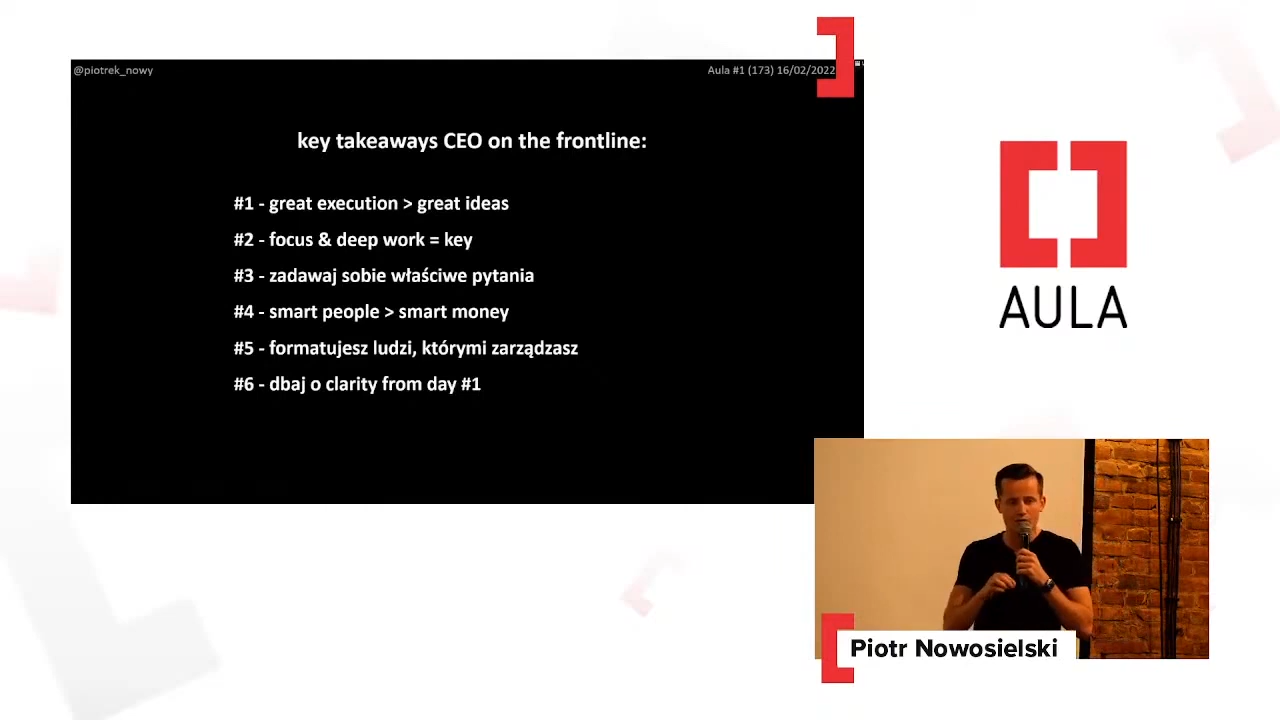 @piotrek_nowy
Aula #1 (173) 16/02/2022
key takeaways CEO on the frontline:
#1 - great execution > great ideas
#2 - focus & deep work = key
#3 - zadawaj sobie właściwe pytania
#4 - smart people > smart money
#5 - formatujesz ludzi, którymi zarządzasz
#6 - dbaj o clarity from day #1
AULA
Piotr Nowosielski